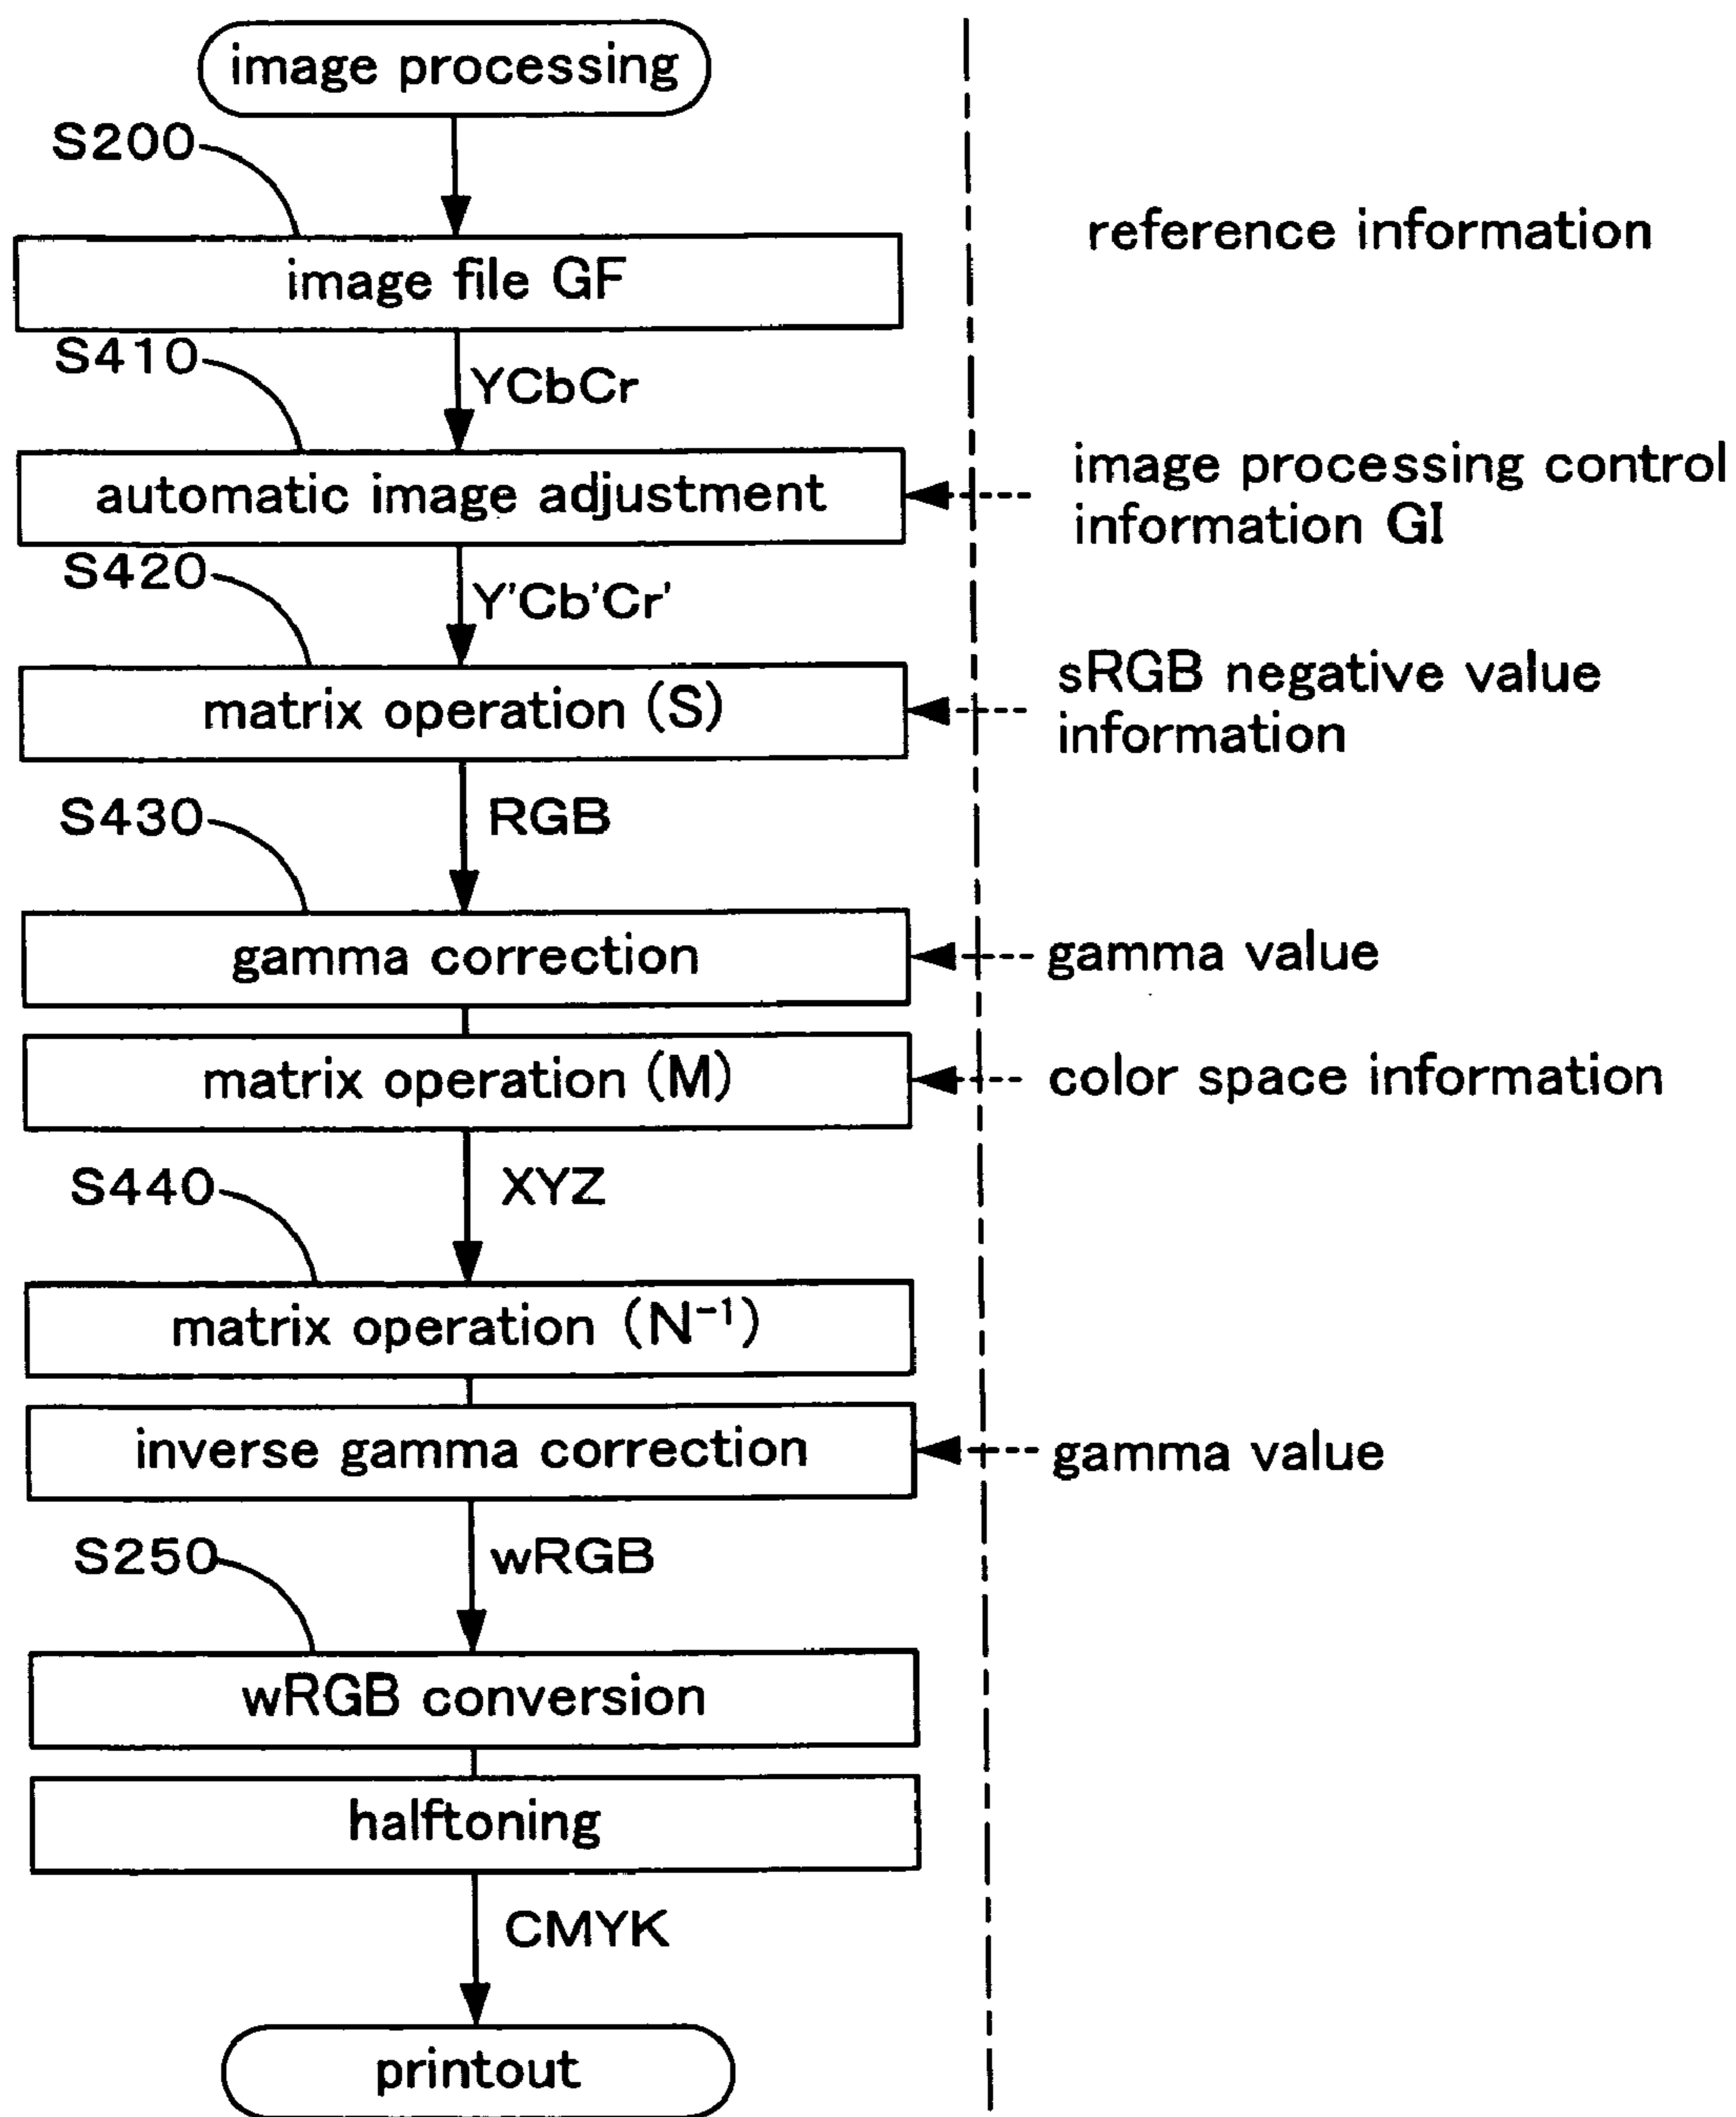 image processing
S200
reference information
image file GF
S410
YCbCr
automatic image adjustment
image processing control
information GI
S420
Y'Cb'Cr'
matrix operation (S)
sRGB negative value
information
S430
RGB
gamma correction
gamma value
matrix operation (M)
color space information
S440
XYZ
matrix operation (N⁻¹)
inverse gamma correction
gamma value
S250
wRGB
wRGB conversion
halftoning
CMYK
printout